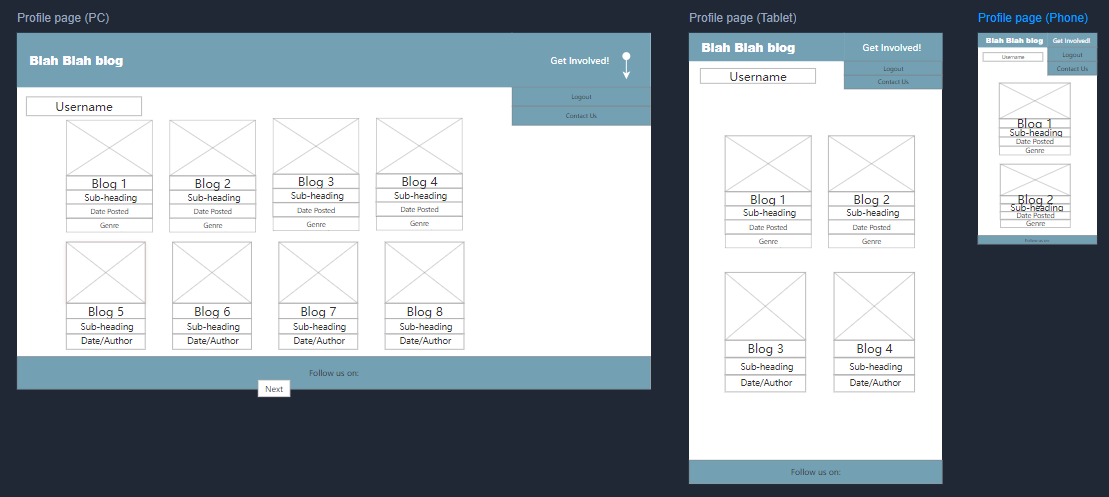 Profile page (PC)
Blah Blah blog
Get Involved!
Logout
Contact Us
Username
Blog 1
Sub-heading
Date Posted
Genre
Blog 2
Sub-heading
Date Posted
Genre
Blog 3
Sub-heading
Date Posted
Genre
Blog 4
Sub-heading
Date Posted
Genre
Blog 5
Sub-heading
Date/Author
Blog 6
Sub-heading
Date/Author
Blog 7
Sub-heading
Date/Author
Blog 8
Sub-heading
Date/Author
Follow us on:
Next
Profile page (Tablet)
Blah Blah blog
Get Involved!
Logout
Contact Us
Username
Blog 1
Sub-heading
Date Posted
Genre
Blog 2
Sub-heading
Date Posted
Genre
Blog 3
Sub-heading
Date/Author
Blog 4
Sub-heading
Date/Author
Follow us on:
Profile page (Phone)
Blah Blah blog
Get Involved!
Logout
Contact Us
Username
Blog 1
Sub-heading
Date Posted
Genre
Blog 2
Sub-heading
Date Posted
Genre
Follow us on: